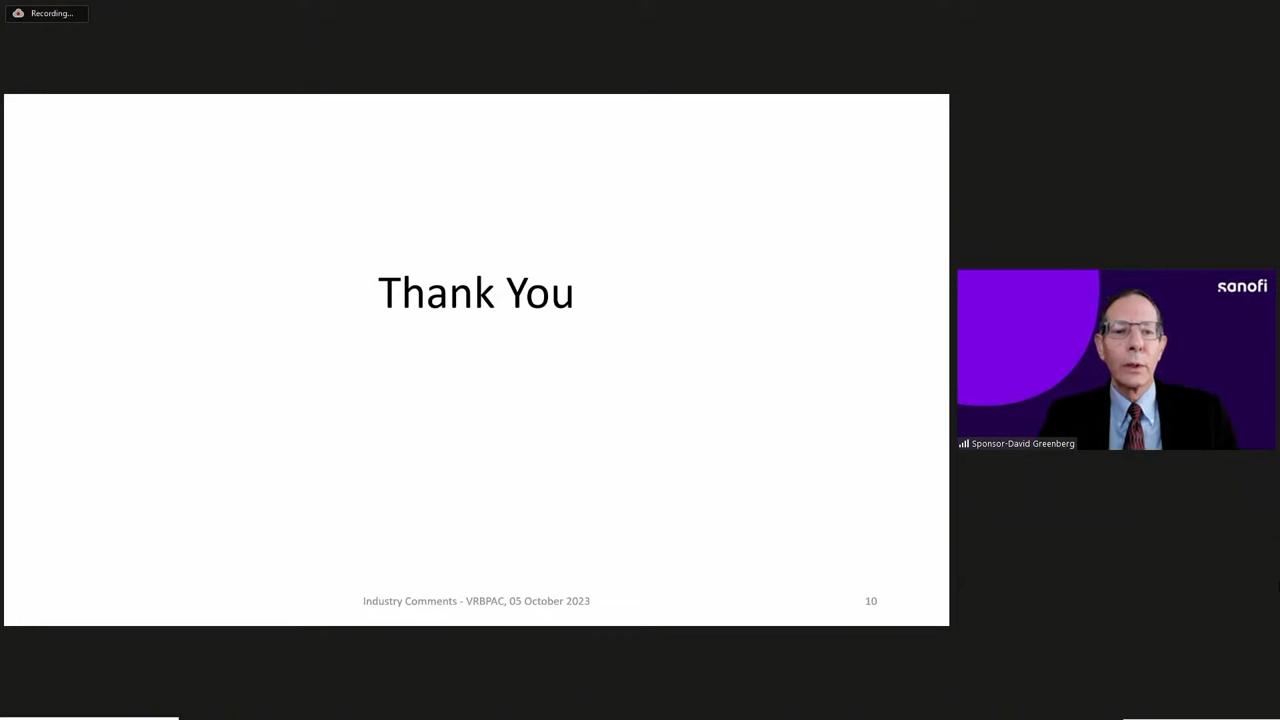 Recording...
Thank You
sanofi
Sponsor-David Greenberg
Industry Comments - VRBPAC, 05 October 2023
10